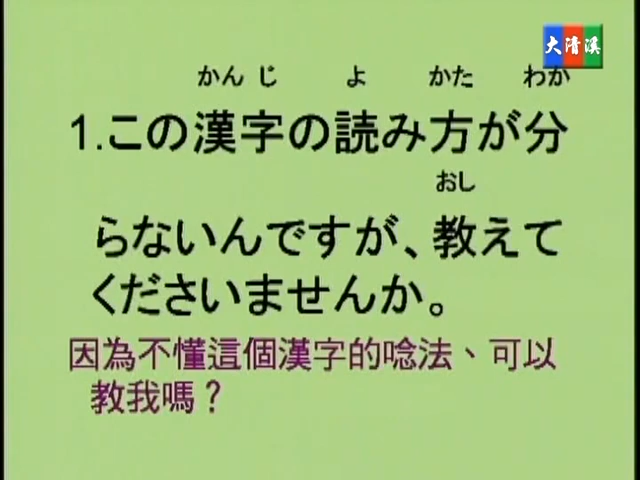 大清溪
かんじ よ かた わか
1.この漢字の読み方が分
おし
らないんですが、教えて
くださいませんか。
因為不懂這個漢字的唸法、可以
教我嗎？